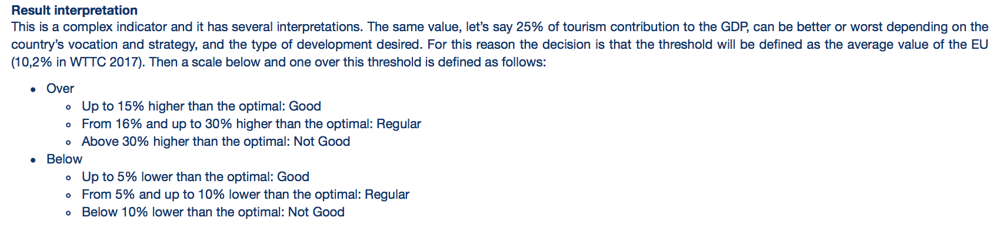 Result interpretation
This is a complex indicator and it has several interpretations. The same value, let's say 25% of tourism contribution to the GDP, can be better or worst depending on the
country's vocation and strategy, and the type of development desired. For this reason the decision is that the threshold will be defined as the average value of the EU
(10,2% in WTTC 2017). Then a scale below and one over this threshold is defined as follows:
• Over
◦ Up to 15% higher than the optimal: Good
◦ From 16% and up to 30% higher than the optimal: Regular
◦ Above 30% higher than the optimal: Not Good
• Below
◦ Up to 5% lower than the optimal: Good
◦ From 5% and up to 10% lower than the optimal: Regular
◦ Below 10% lower than the optimal: Not Good